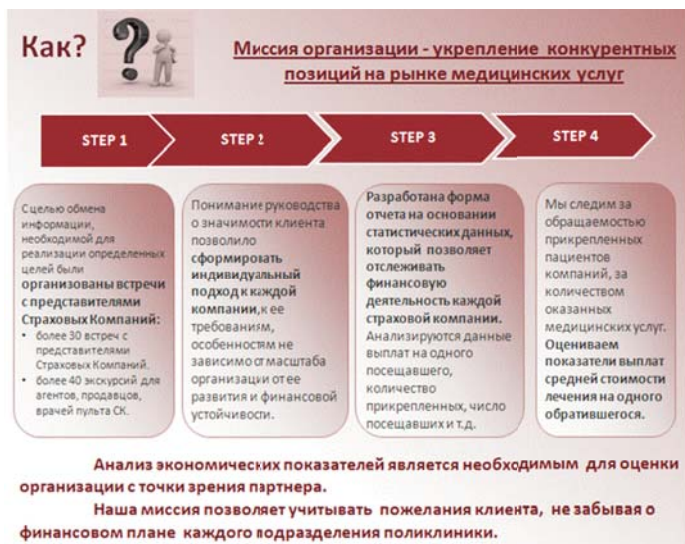 Как?
Миссия организации - укрепление конкурентных
позиций на рынке медицинских услуг
STEP 1
STEP 2
STEP 3
STEP 4
С целью обмена
информации,
необходимой для
реализации определенных
целей были
организованы встречи
с представителями
Страховых Компаний:
• более 30 встреч с
представителями
Страховых Компаний.
• более 40 экскурсий для
агентов, продавцов,
врачей пульта СК.
Понимание руководства
о значимости клиента
позволило
сформировать
индивидуальный
подход к каждой
компании, к ее
требованиям,
особенностям не
зависимо от масштаба
организации от ее
развития и финансовой
устойчивости.
Разработана форма
отчета на основании
статистических данных,
который позволяет
отслеживать
финансовую
деятельность каждой
страховой компании.
Анализируются данные
выплат на одного
посещавшего,
количество
прикрепленных, число
посещавших и т.д.
Мы следим за
обращаемостью
прикрепленных
пациентов
компаний, за
количеством
оказанных
медицинских услуг.
Оцениваем
показатели выплат
средней стоимости
лечения на одного
обратившегося.
Анализ экономических показателей является необходимым для оценки
организации с точки зрения партнера.
Наша миссия позволяет учитывать пожелания клиента, не забывая о
финансовом плане каждого подразделения поликлиники.